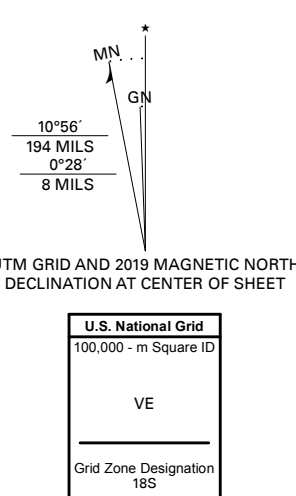 ★
MN
GN
10°56´
194 MILS
0°28´
8 MILS
UTM GRID AND 2019 MAGNETIC NORTH
DECLINATION AT CENTER OF SHEET
U.S. National Grid
100,000 - m Square ID
VE
Grid Zone Designation
18S